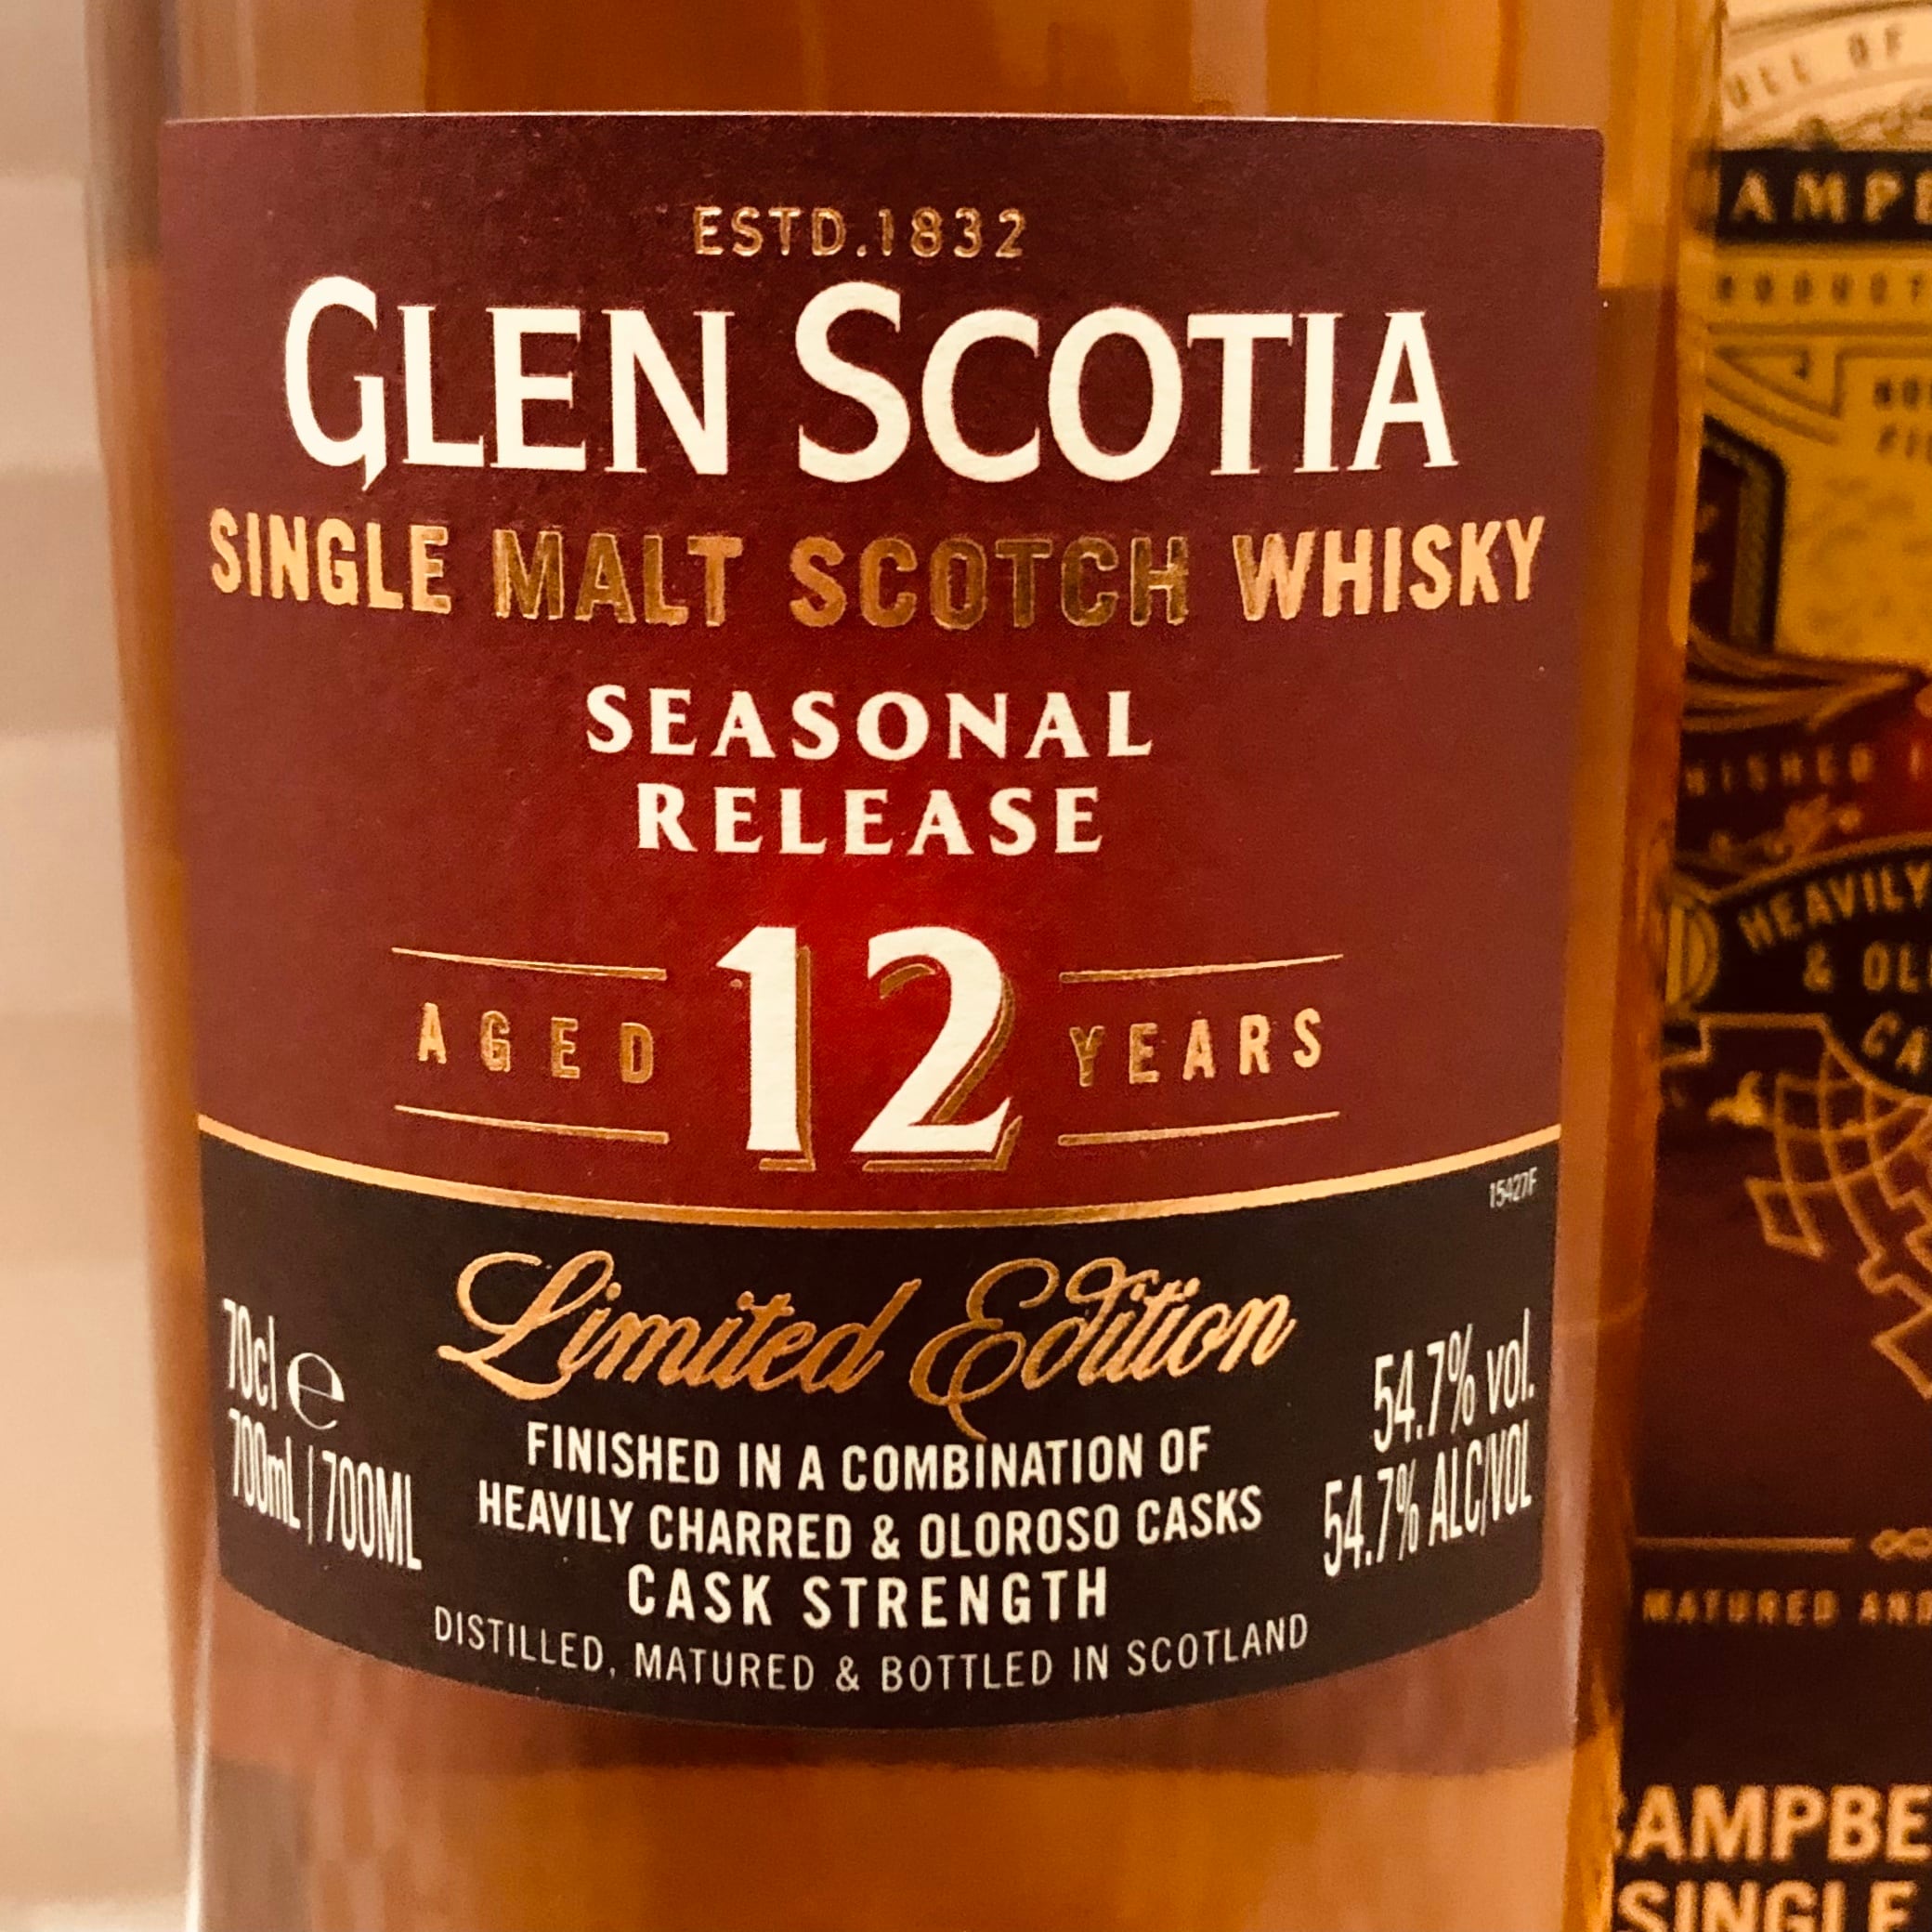 ESTD.1832
GLEN SCOTIA
SINGLE MALT SCOTCH WHISKY
SEASONAL
RELEASE
AGED 12 YEARS
15427F
Limited Edition
70cl e
700mL | 700ML
54.7% vol.
54.7% ALC/VOL
FINISHED IN A COMBINATION OF
HEAVILY CHARRED & OLOROSO CASKS
CASK STRENGTH
DISTILLED, MATURED & BOTTLED IN SCOTLAND
OF
HEAVILY
&
MATURED
SINGLE